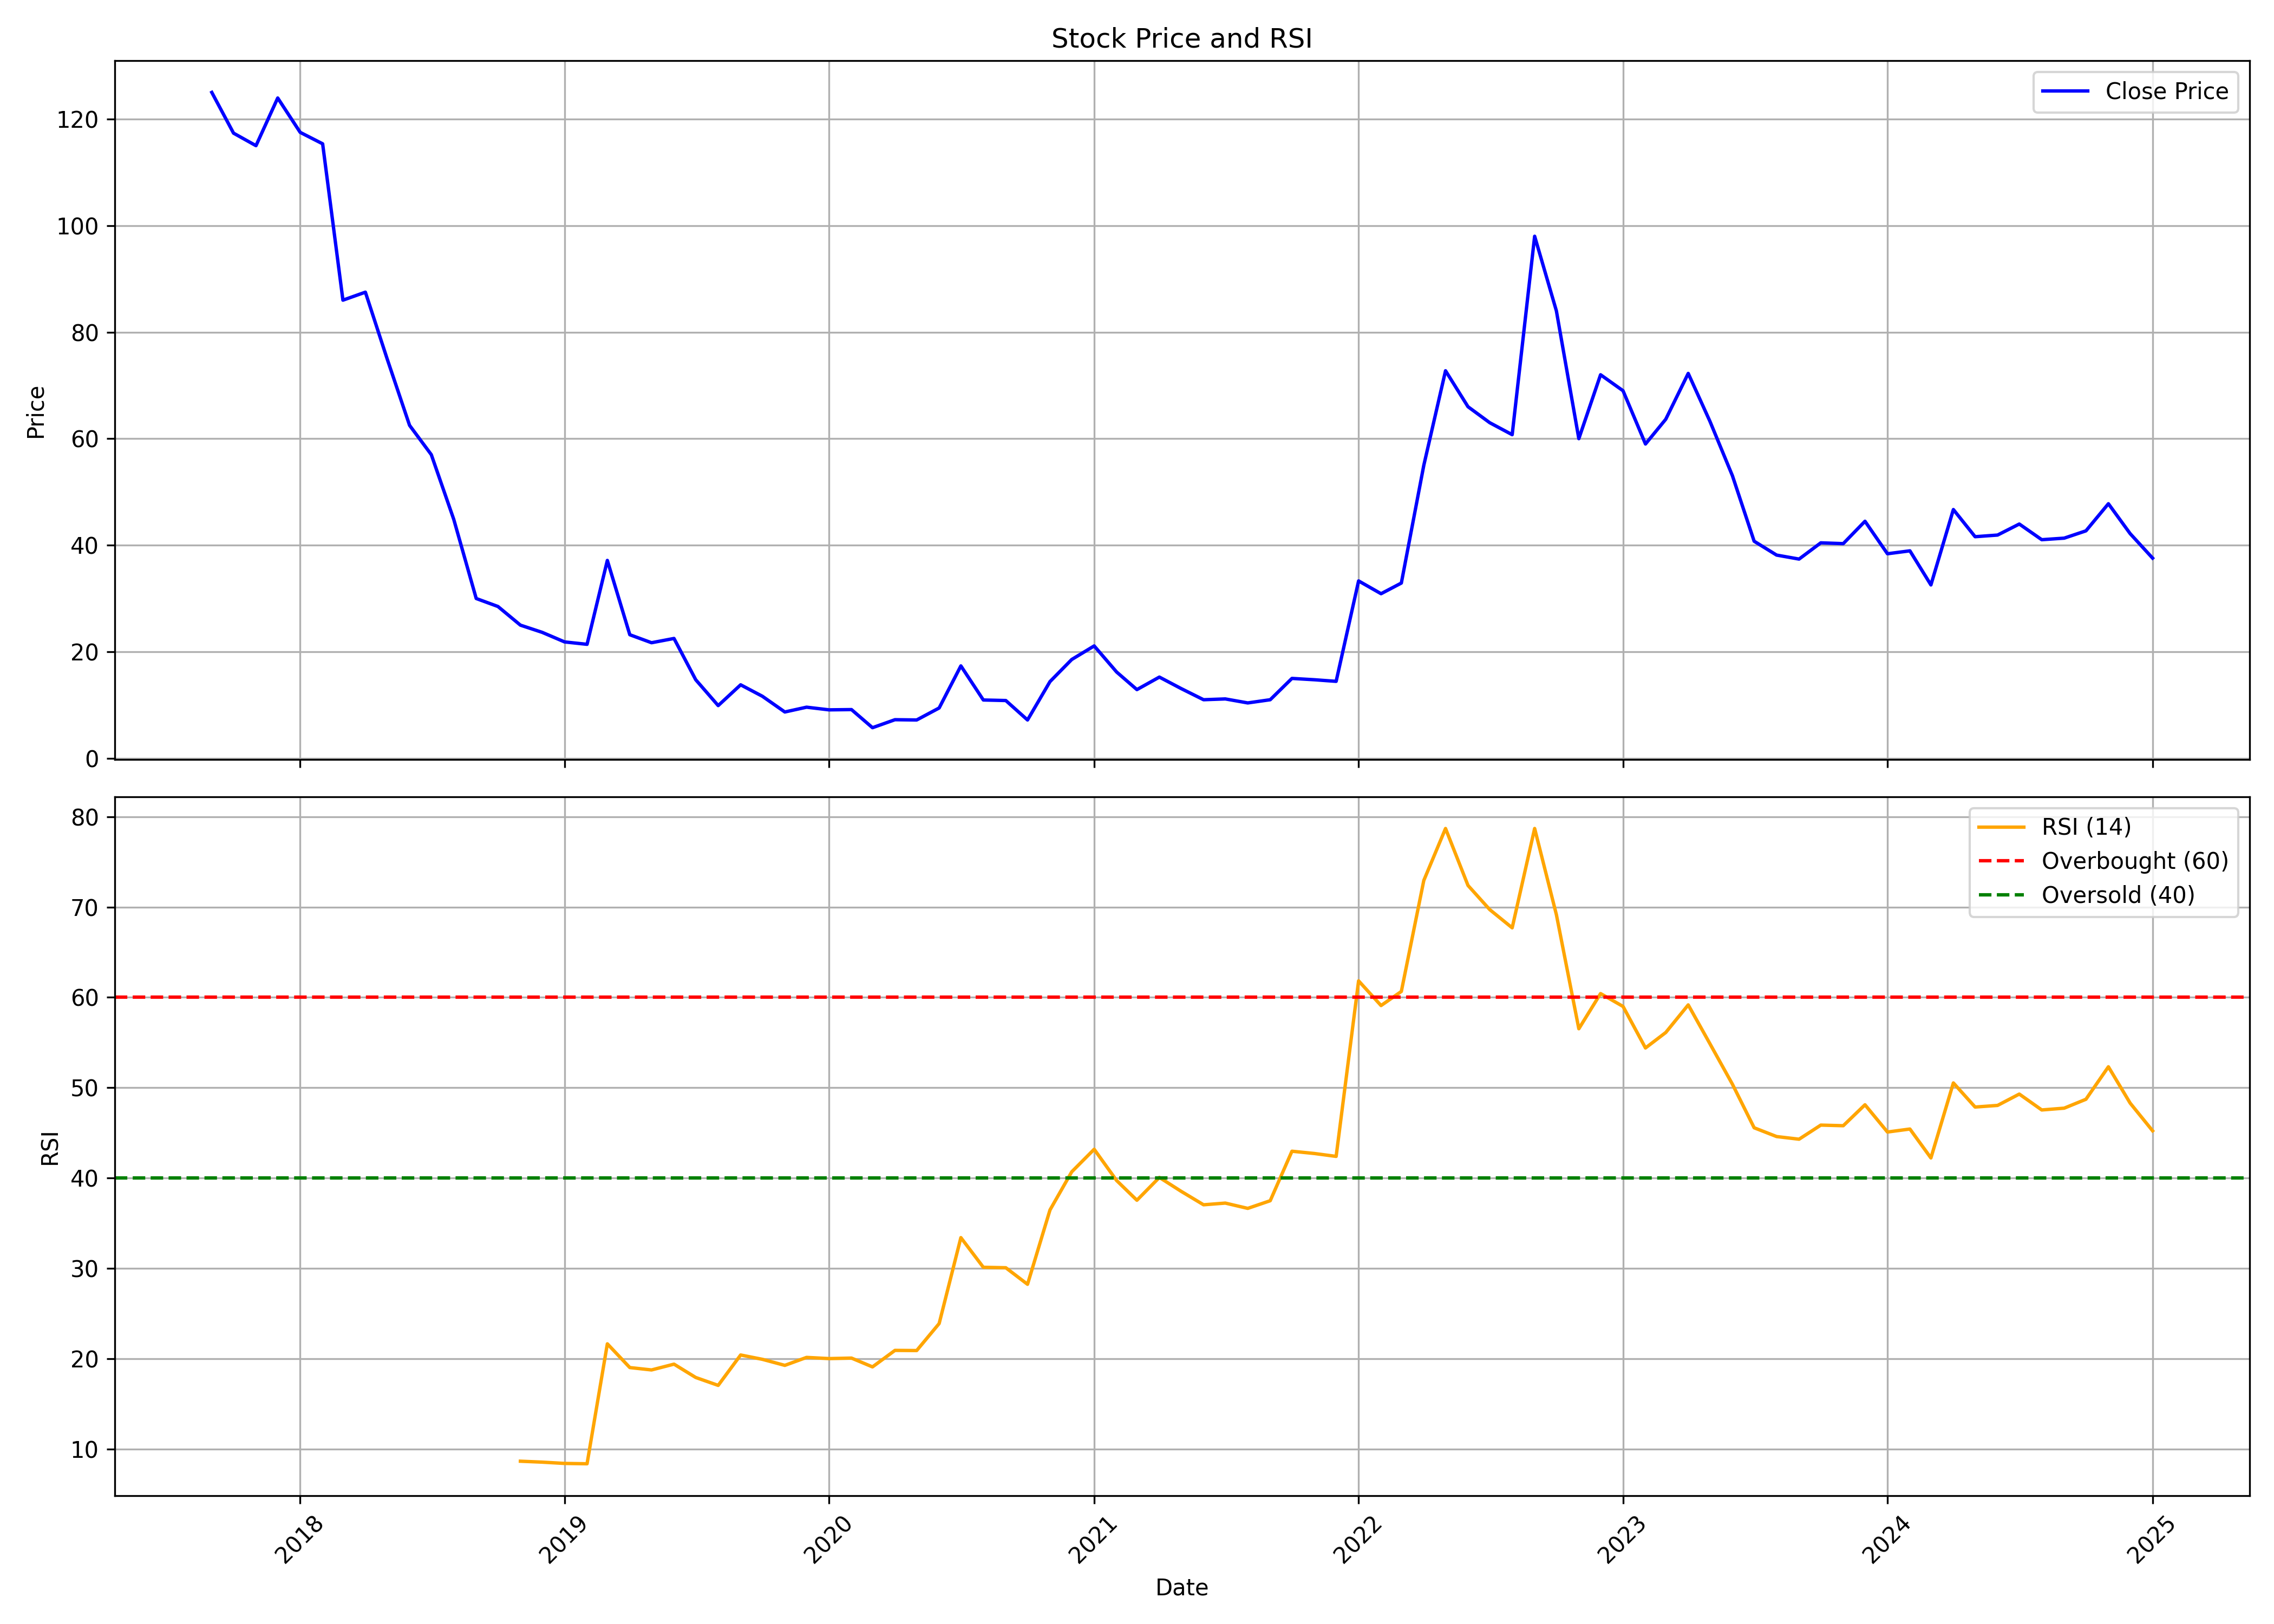 Stock Price and RSI
Close Price
120
100
80
60
40
20
0
Price
RSI (14)
Overbought (60)
Oversold (40)
80
70
60
50
40
30
20
10
RSI
2018
2019
2020
2021
2022
2023
2024
2025
Date